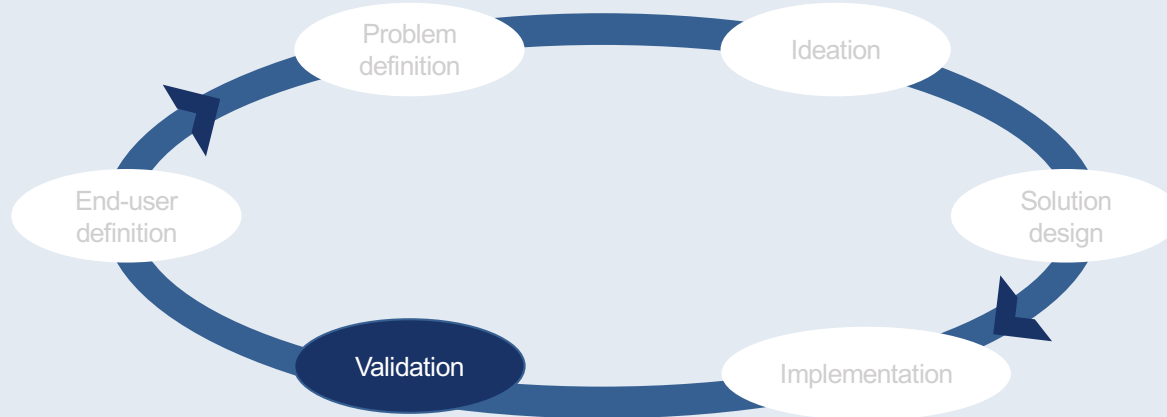 Problem
definition
Ideation
End-user
definition
Solution
design
Validation
Implementation